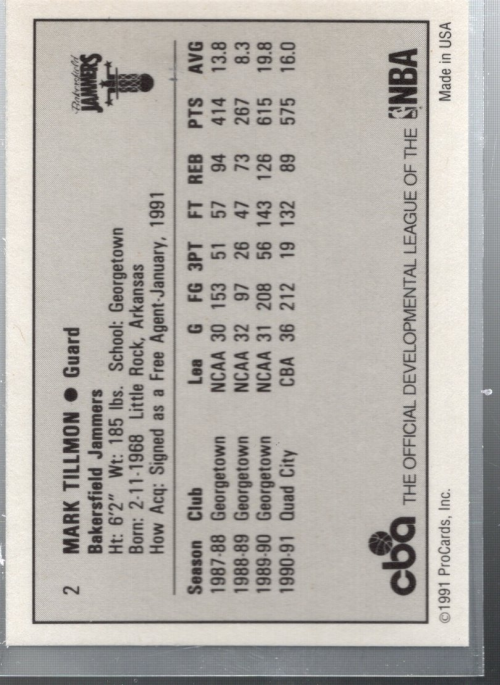 2 MARK TILLMON ● Guard
Bakersfield Jammers
Ht: 6'2" Wt: 185 lbs. School: Georgetown
Born: 2-11-1968 Little Rock, Arkansas
How Acq: Signed as a Free Agent-January, 1991
Bakersfield
JAMMERS
Season Club Lea G FG 3PT FT REB PTS AVG
1987-88 Georgetown NCAA 30 153 51 57 94 414 13.8
1988-89 Georgetown NCAA 32 97 26 47 73 267 8.3
1989-90 Georgetown NCAA 31 208 56 143 126 615 19.8
1990-91 Quad City CBA 36 212 19 132 89 575 16.0
cba THE OFFICIAL DEVELOPMENTAL LEAGUE OF THE NBA
©1991 ProCards, Inc. Made in USA